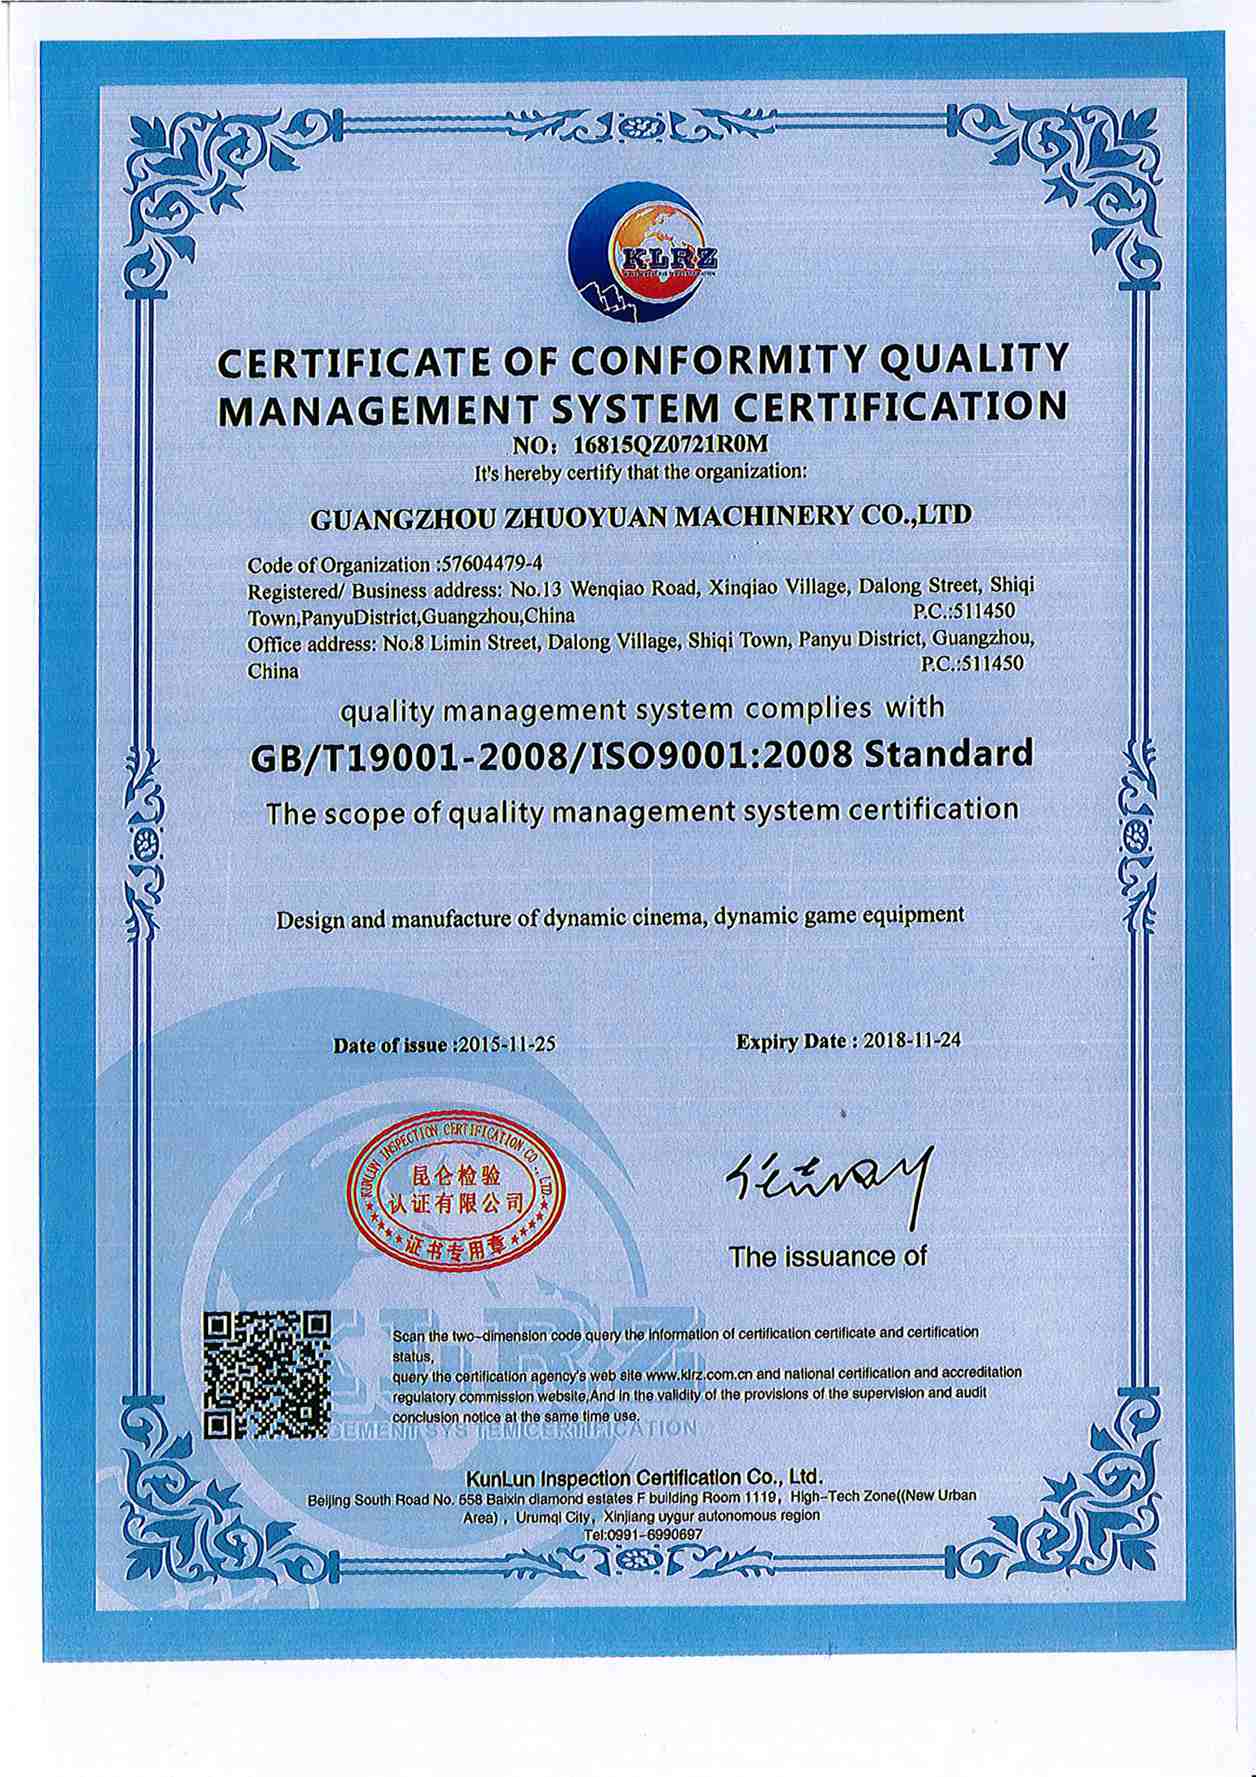 KLRZ
CERTIFICATE OF CONFORMITY QUALITY
MANAGEMENT SYSTEM CERTIFICATION
NO: 16815QZ0721R0M
It's hereby certify that the organization:
GUANGZHOU ZHUOYUAN MACHINERY CO.,LTD
Code of Organization :57604479-4
Registered/ Business address: No.13 Wenqiao Road, Xinqiao Village, Dalong Street, Shiqi
Town,PanyuDistrict,Guangzhou,China P.C.:511450
Office address: No.8 Limin Street, Dalong Village, Shiqi Town, Panyu District, Guangzhou,
China P.C.:511450
quality management system complies with
GB/T19001-2008/ISO9001:2008 Standard
The scope of quality management system certification
Design and manufacture of dynamic cinema, dynamic game equipment
Date of issue :2015-11-25 Expiry Date : 2018-11-24
KUNLUN INSPECTION CERTIFICATION CO., LTD.
昆仑检验
认证有限公司
证书专用章
The issuance of
KLRZ
Scan the two-dimension code query the information of certification certificate and certification
status,
query the certification agency's web site www.klrz.com.cn and national certification and accreditation
regulatory commission website,And in the validity of the provisions of the supervision and audit
conclusion notice at the same time use.
GEMENT SYSTEM CERTIFICATION
KunLun Inspection Certification Co., Ltd.
Beijing South Road No. 558 Baixin diamond estates F building Room 1119, High-Tech Zone((New Urban
Area) , Urumqi City, Xinjiang uygur autonomous region
Tel:0991-6990697